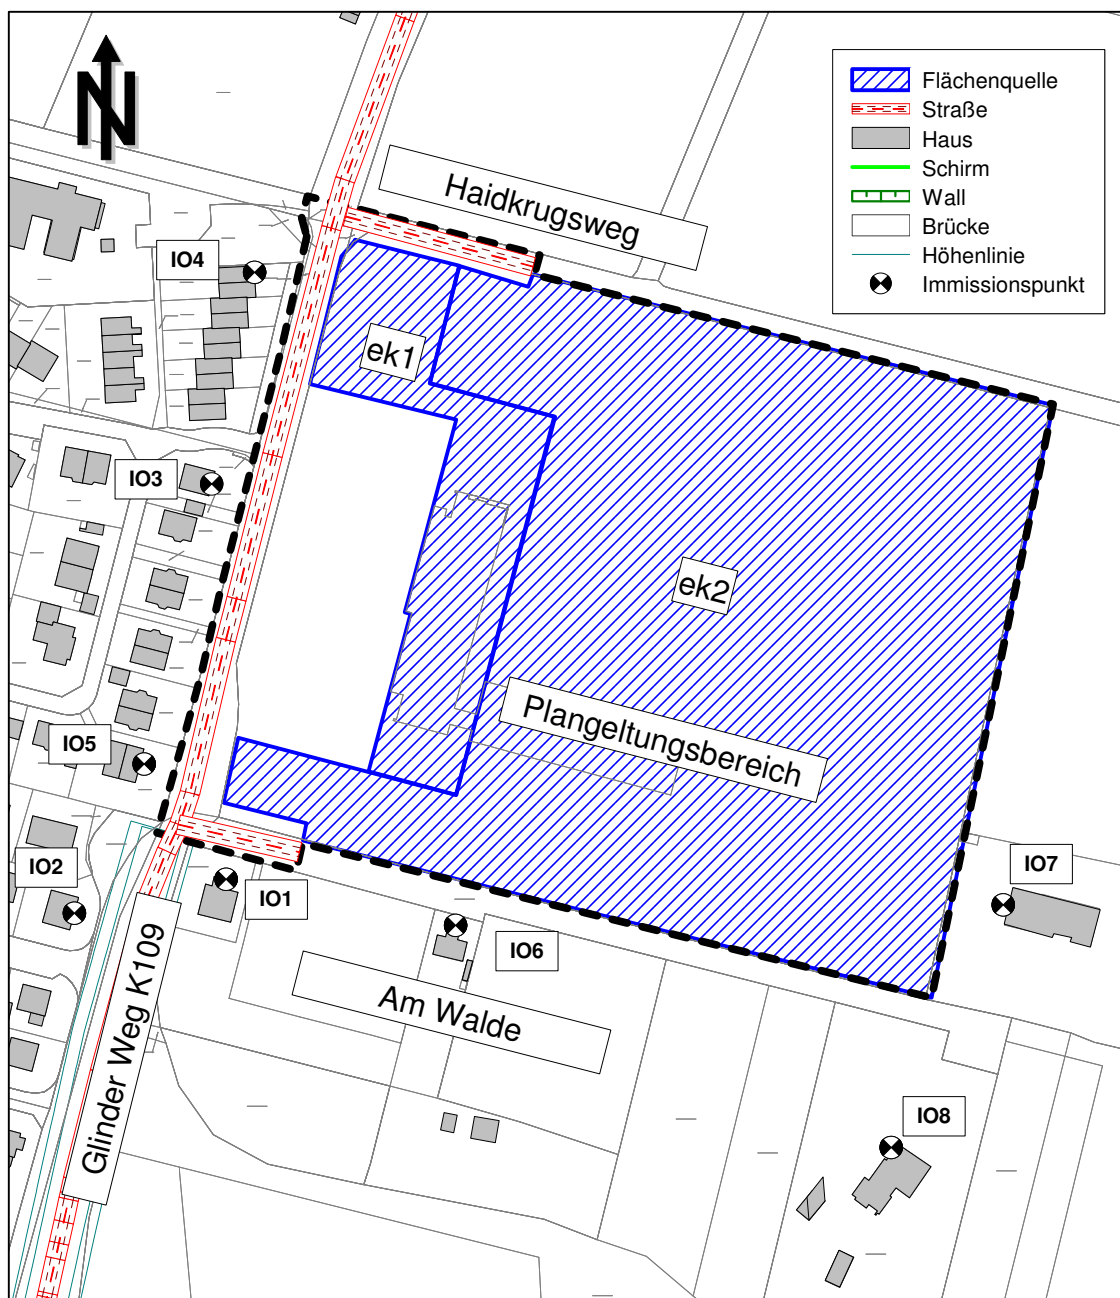 N
Flächenquelle
Straße
Haus
Schirm
Wall
Brücke
Höhenlinie
Immissionspunkt
Haidkrugsweg
IO4
ek1
IO3
ek2
Plangeltungsbereich
IO5
IO2
IO1
IO7
IO6
Am Walde
Glinder Weg K109
IO8